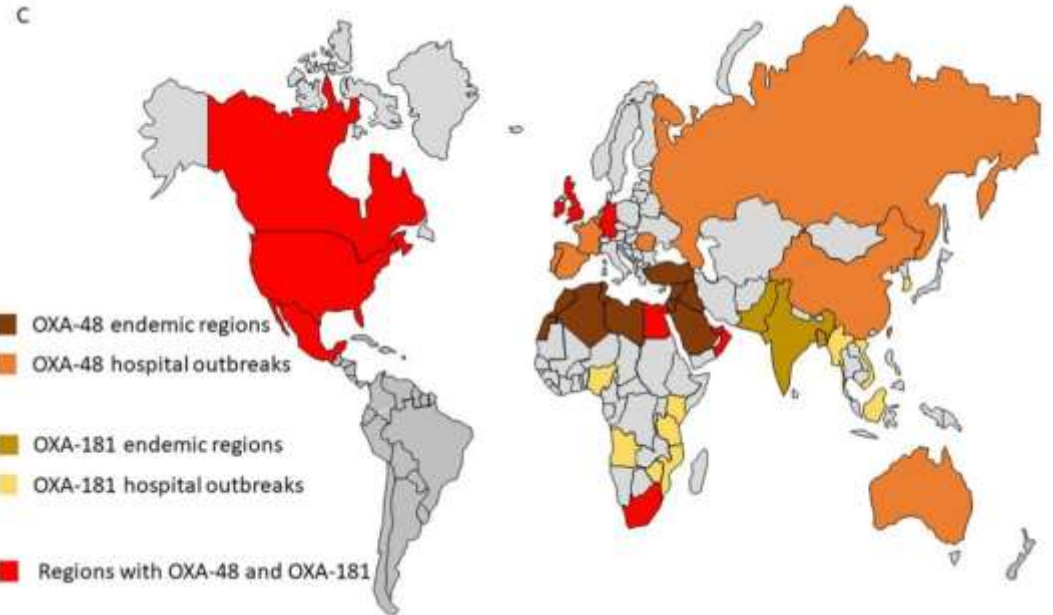 C
OXA-48 endemic regions
OXA-48 hospital outbreaks
OXA-181 endemic regions
OXA-181 hospital outbreaks
Regions with OXA-48 and OXA-181